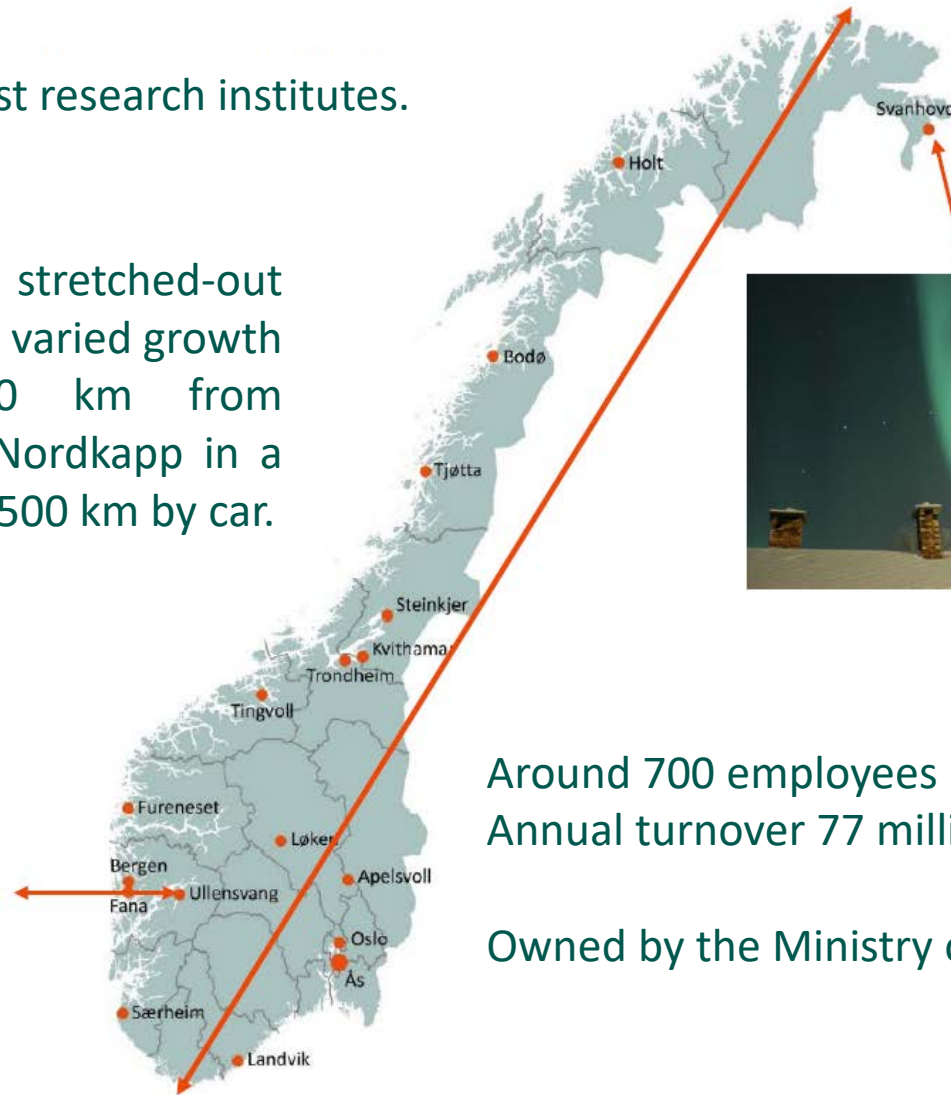 st research institutes.
stretched-out
varied growth
0 km from
Nordkapp in a
500 km by car.
Svanhovd
Holt
Bodø
Tjøtta
Steinkjer
Kvithamar
Trondheim
Tingvoll
Fureneset
Løken
Bergen
Apelsvoll
Ullensvang
Fana
Oslo
Ås
Særheim
Landvik
Around 700 employees
Annual turnover 77 milli
Owned by the Ministry o